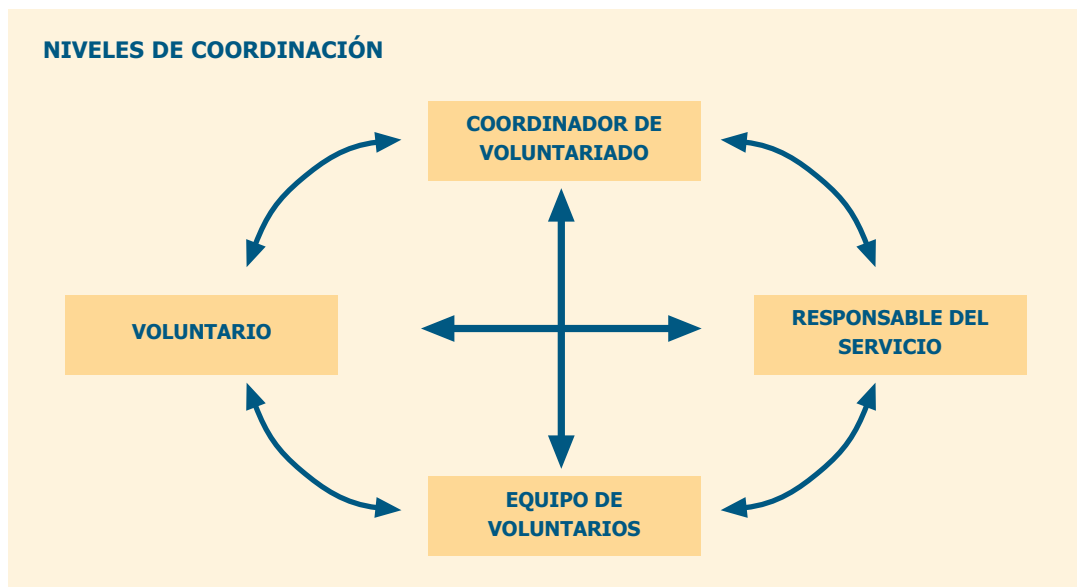 NIVELES DE COORDINACIÓN
COORDINADOR DE
VOLUNTARIADO
VOLUNTARIO
RESPONSABLE DEL
SERVICIO
EQUIPO DE
VOLUNTARIOS